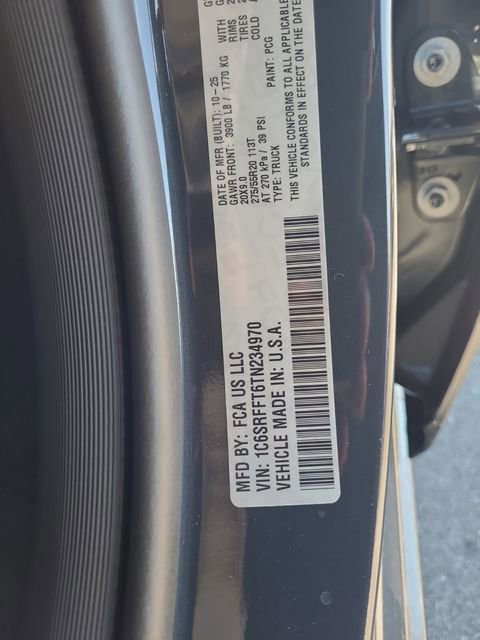 MFD BY: FCA US LLC
DATE OF MFR (BUILT): 10-25
GAWR FRONT: 3900 LB / 1770 KG
WITH
20X9.0
RIMS
275/55R20 113T
TIRES
AT 270 kPa / 39 PSI
COLD
TYPE: TRUCK
PAINT: PCG
THIS VEHICLE CONFORMS TO ALL APPLICABLE
STANDARDS IN EFFECT ON THE DATE
VIN: 1C6SRFFT6TN234970
VEHICLE MADE IN: U.S.A.